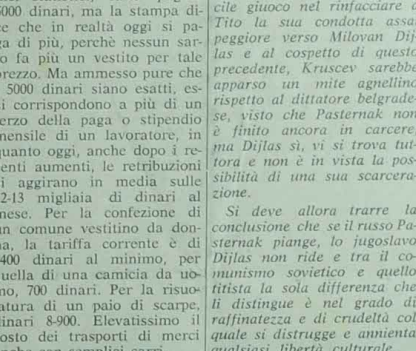 5000 dinari, ma la stampa di-
ce che in realtà oggi si pa-
ga di più, perchè nessun sar-
to fa più un vestito per tale
prezzo. Ma ammesso pure che
5000 dinari siano esatti, es-
si corrispondono a più di un
terzo della paga o stipendio
mensile di un lavoratore, in
quanto oggi, anche dopo i re-
centi aumenti, le retribuzioni
si aggirano in media sulle
12-13 migliaia di dinari al
mese. Per la confezione di
un comune vestitino da don-
na, la tariffa corrente è di
400 dinari al minimo, per
quella di una camicia da uo-
mo, 700 dinari. Per la risuo-
latura di un paio di scarpe,
dinari 8-900. Elevatissimo il
costo dei trasporti di merci
anche con semplici carri
cile giuoco nel rinfacciare a
Tito la sua condotta assai
peggiore verso Milovan Dij-
las e al cospetto di questo
precedente, Kruscev sarebbe
apparso un mite agnellino
rispetto al dittatore belgrade-
se, visto che Pasternak non
è finito ancora in carcere
ma Dijlas sì, vi si trova tut-
tora e non è in vista la pos-
sibilità di una sua scarcera-
zione.
Si deve allora trarre la
conclusione che se il russo Pa-
sternak piange, lo jugoslavo
Dijlas non ride e tra il co-
munismo sovietico e quello
titista la sola differenza che
li distingue è nel grado di
raffinatezza e di crudeltà col
quale si distrugge e annienta
qualsiasi libertà culturale